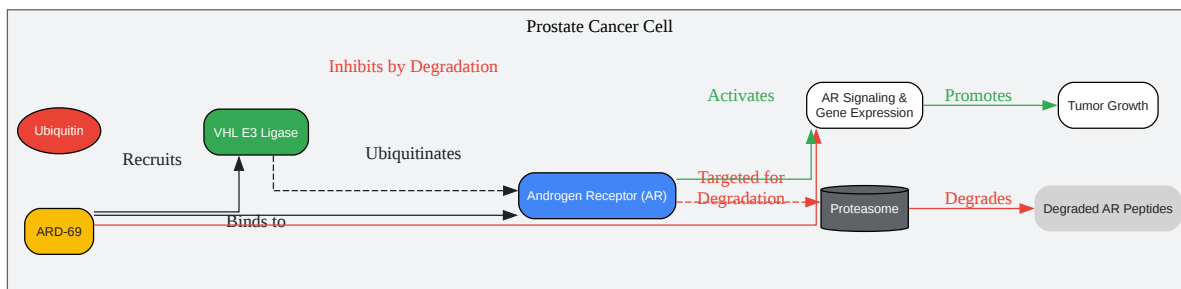 Prostate Cancer Cell
Inhibits by Degradation
Activates
AR Signaling &
Gene Expression
Promotes
Tumor Growth
Ubiquitin
VHL E3 Ligase
Recruits
Ubiquitinates
Androgen Receptor (AR)
Targeted for
Degradation
Proteasome
Degrades
Degraded AR Peptides
ARD-69
Binds to